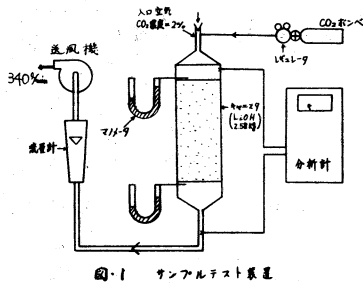 入口空気
CO₂濃度=2%
CO₂ボンベ
レギュレータ
送風機
340ℓ/min
マノメータ
キャニスタ
(LiOH
2.58kg)
流量計
分析計
図・1 サンプルテスト装置